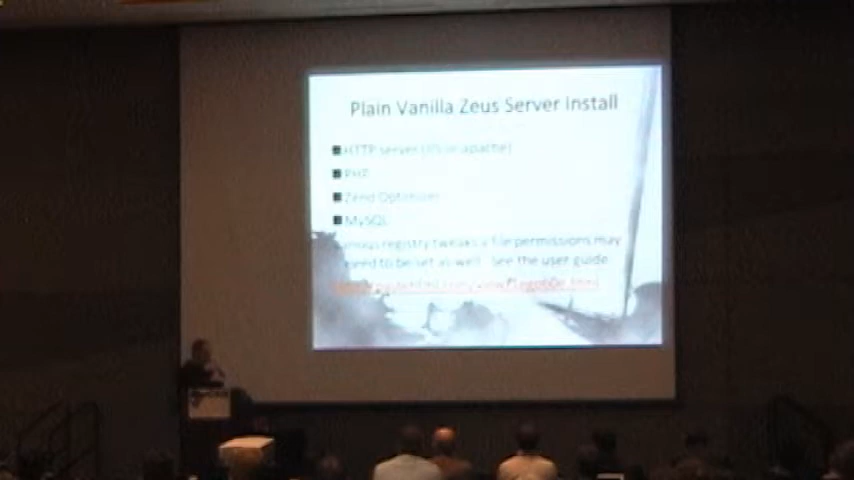 Plain Vanilla Zeus Server Install
HTTP server (IIS or apache)
PHP
Zend Optimizer
MySQL
registry tweaks & file permissions may
need to be set as well. See the user guide